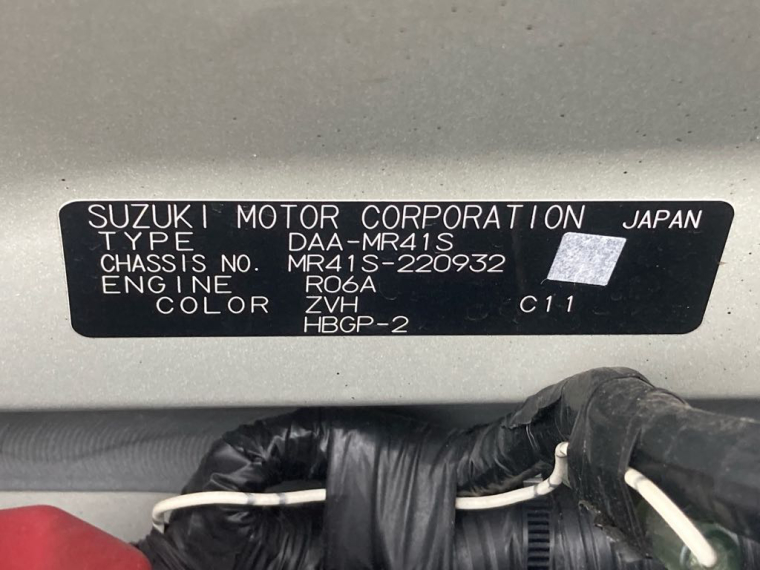 SUZUKI MOTOR CORPORATION JAPAN
TYPE DAA-MR41S
CHASSIS NO. MR41S-220932
ENGINE R06A
COLOR ZVH C11
HBGP-2